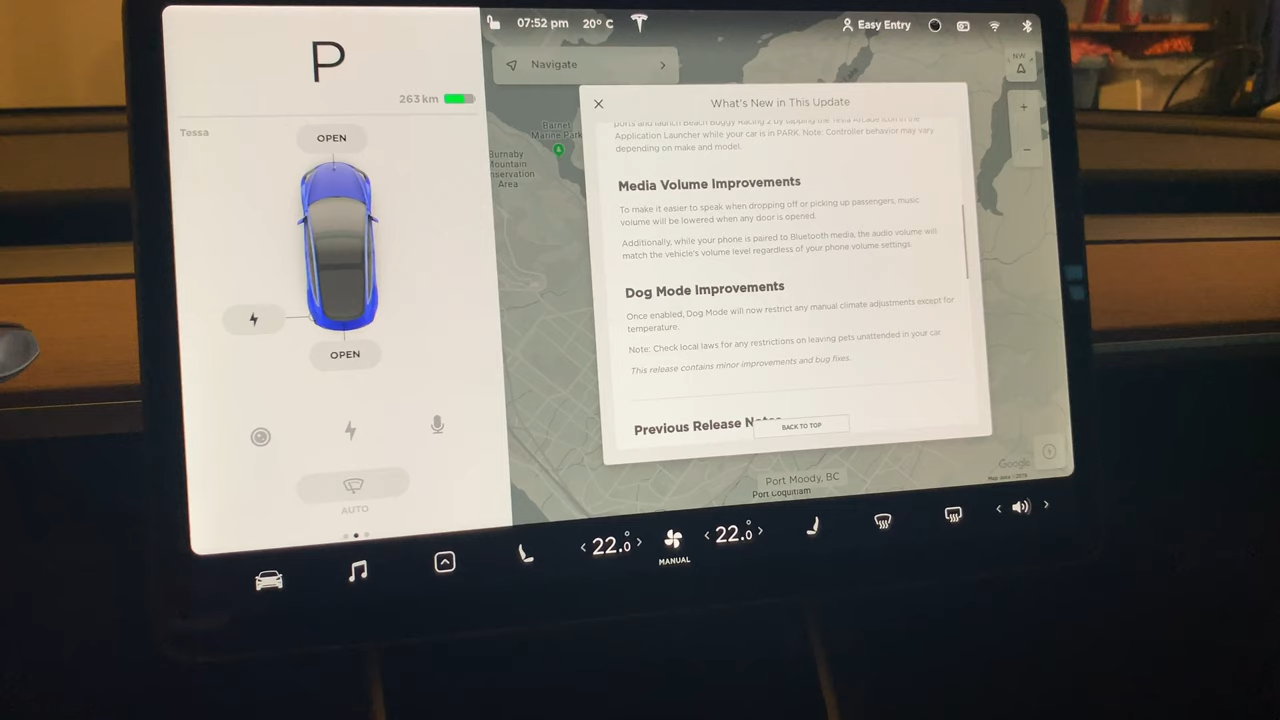 P
263 km
Tessa
OPEN
OPEN
AUTO
07:52 pm
20° C
Easy Entry
Navigate
NW
Barnet
Marine Park
Burnaby
Mountain
Conservation
Area
What's New in This Update
ports and launch Beach Buggy Racing 2 by tapping the Tesla Arcade icon in the
Application Launcher while your car is in PARK. Note: Controller behavior may vary
depending on make and model.
Media Volume Improvements
To make it easier to speak when dropping off or picking up passengers, music
volume will be lowered when any door is opened.
Additionally, while your phone is paired to Bluetooth media, the audio volume will
match the vehicle's volume level regardless of your phone volume settings.
Dog Mode Improvements
Once enabled, Dog Mode will now restrict any manual climate adjustments except for
temperature.
Note: Check local laws for any restrictions on leaving pets unattended in your car
This release contains minor improvements and bug fixes.
Previous Release
BACK TO TOP
Google
Port Moody, BC
Port Coquitlam
22.0
MANUAL
22.0